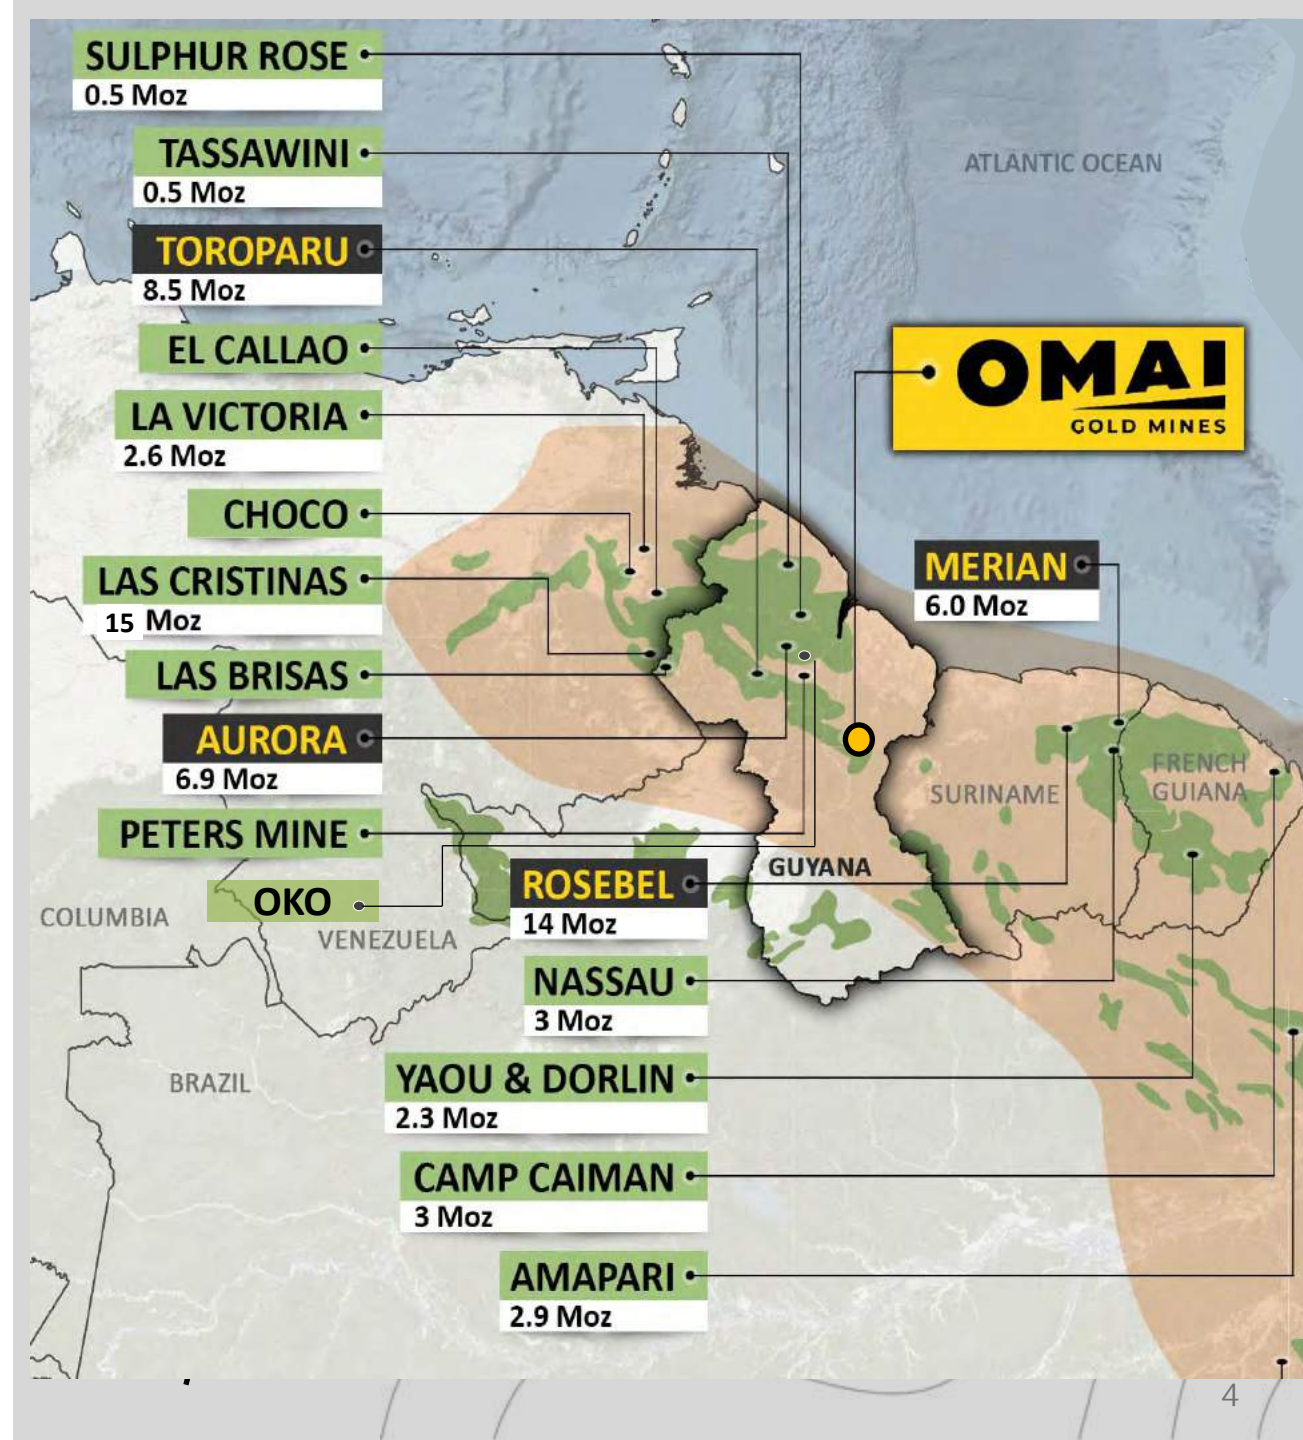 SULPHUR ROSE
0.5 Moz
TASSAWINI
0.5 Moz
ATLANTIC OCEAN
TOROPARU
8.5 Moz
EL CALLAO
OMAI
GOLD MINES
LA VICTORIA
2.6 Moz
CHOCO
MERIAN
6.0 Moz
LAS CRISTINAS
15 Moz
LAS BRISAS
AURORA
6.9 Moz
FRENCH
GUIANA
SURINAME
PETERS MINE
GUYANA
ROSEBEL
14 Moz
OKO
COLUMBIA
VENEZUELA
NASSAU
3 Moz
BRAZIL
YAOU & DORLIN
2.3 Moz
CAMP CAIMAN
3 Moz
AMAPARI
2.9 Moz
4